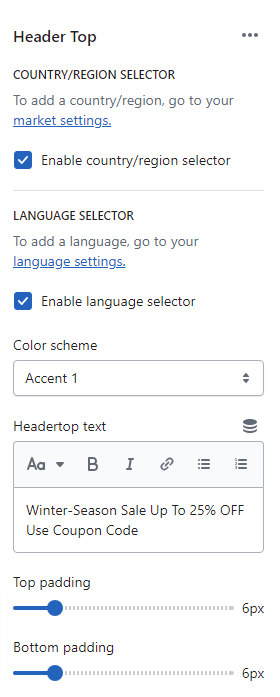 Header Top
COUNTRY/REGION SELECTOR
To add a country/region, go to your
market settings.
Enable country/region selector
LANGUAGE SELECTOR
To add a language, go to your
language settings.
Enable language selector
Color scheme
Accent 1
Headertop text
Aa B I
Winter-Season Sale Up To 25% OFF
Use Coupon Code
Top padding
6px
Bottom padding
6px